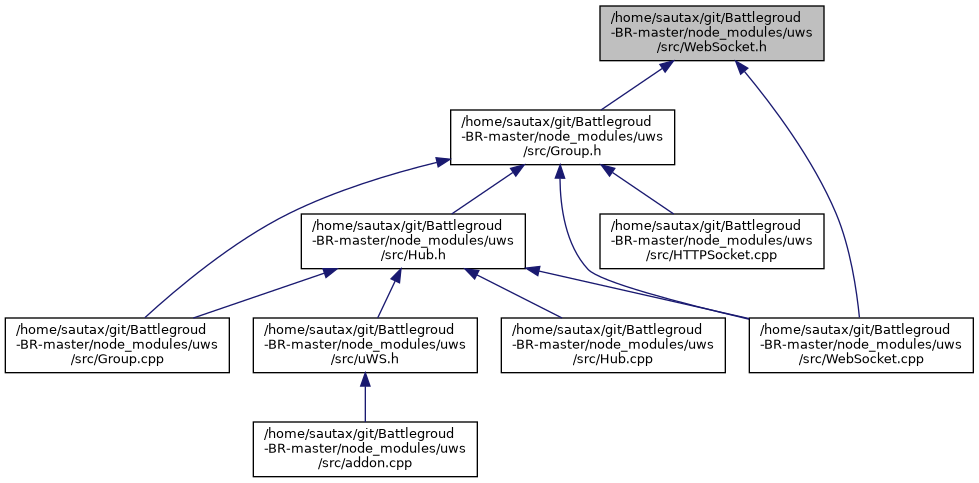 /home/sautax/git/Battlegroud
-BR-master/node_modules/uws
/src/WebSocket.h
/home/sautax/git/Battlegroud
-BR-master/node_modules/uws
/src/Group.h
/home/sautax/git/Battlegroud
-BR-master/node_modules/uws
/src/Hub.h
/home/sautax/git/Battlegroud
-BR-master/node_modules/uws
/src/HTTPSocket.cpp
/home/sautax/git/Battlegroud
-BR-master/node_modules/uws
/src/Group.cpp
/home/sautax/git/Battlegroud
-BR-master/node_modules/uws
/src/uWS.h
/home/sautax/git/Battlegroud
-BR-master/node_modules/uws
/src/Hub.cpp
/home/sautax/git/Battlegroud
-BR-master/node_modules/uws
/src/WebSocket.cpp
/home/sautax/git/Battlegroud
-BR-master/node_modules/uws
/src/addon.cpp